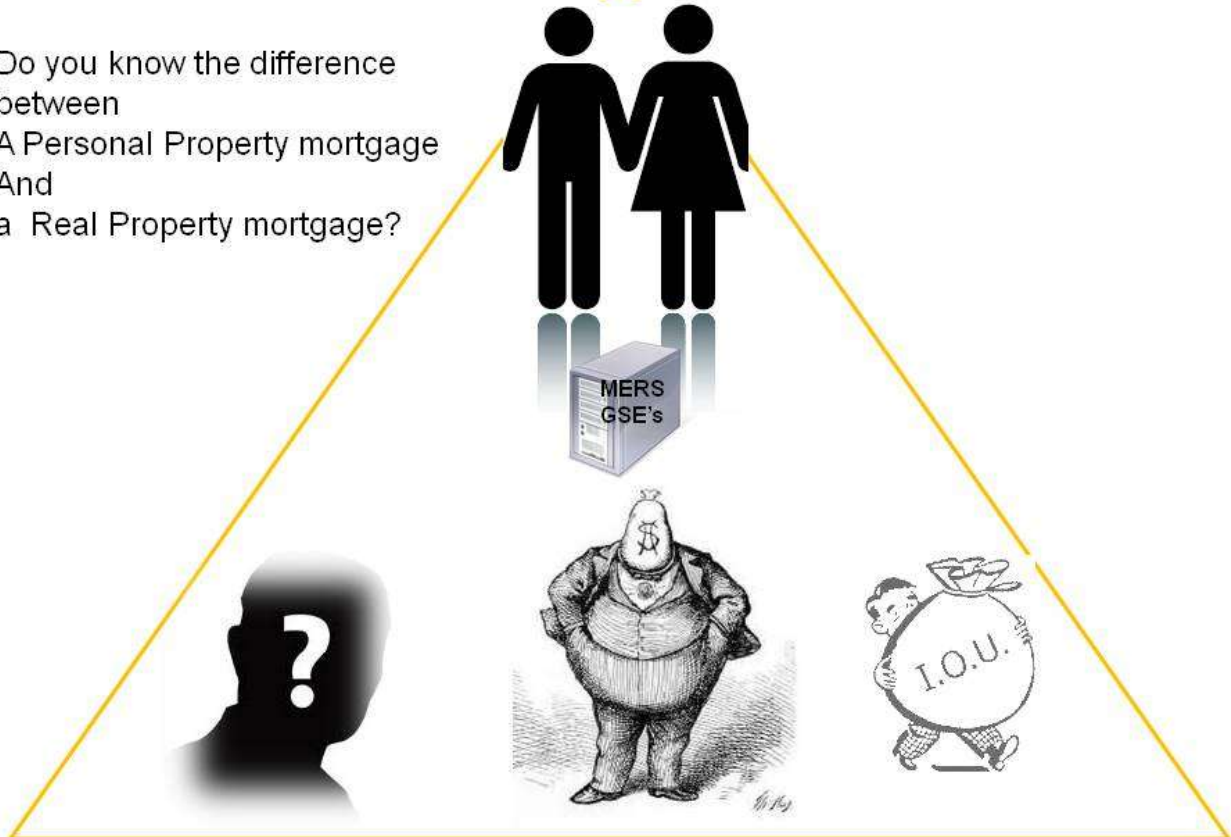 Do you know the difference
between
A Personal Property mortgage
And
a Real Property mortgage?
MERS
GSE's
?
$
I.O.U.